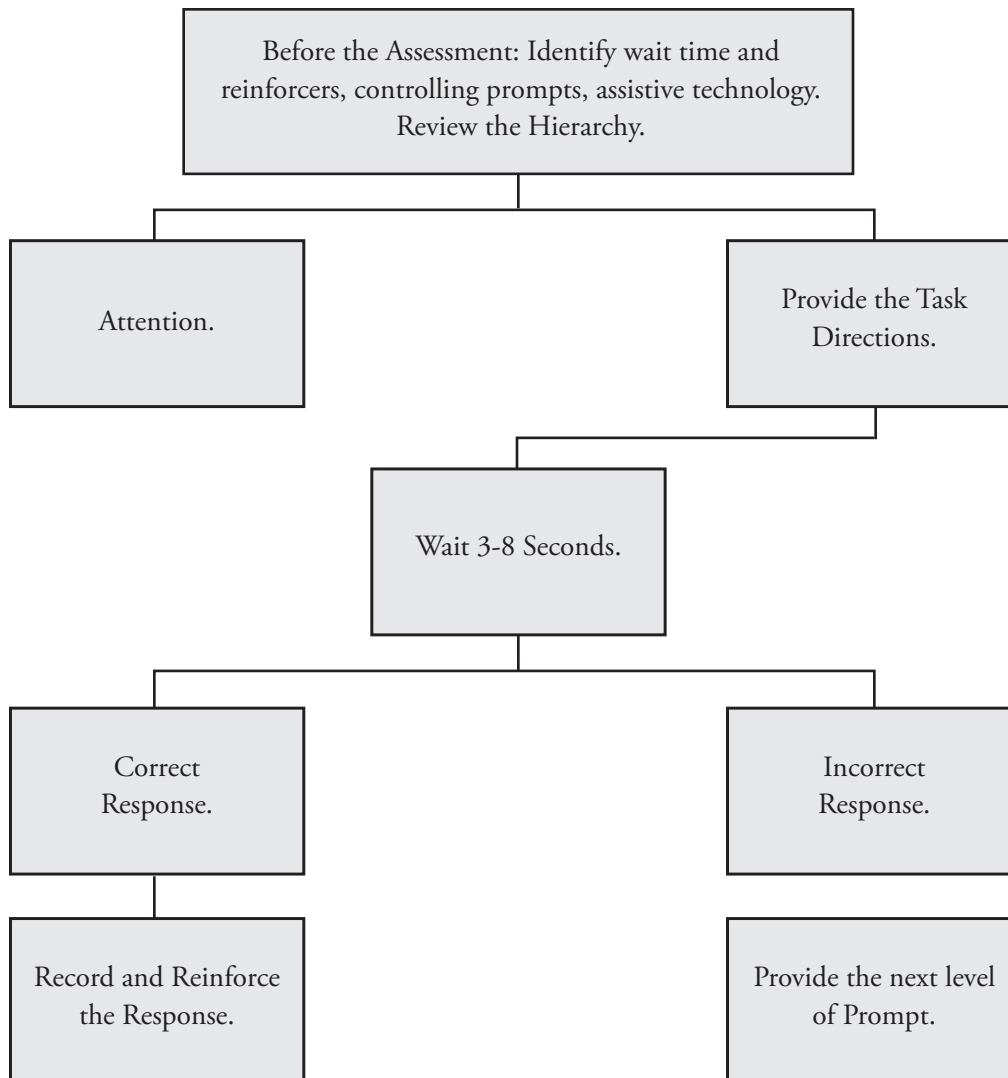 Before the Assessment: Identify wait time and
reinforcers, controlling prompts, assistive technology.
Review the Hierarchy.
Attention.
Provide the Task
Directions.
Wait 3-8 Seconds.
Correct
Response.
Incorrect
Response.
Record and Reinforce
the Response.
Provide the next level
of Prompt.